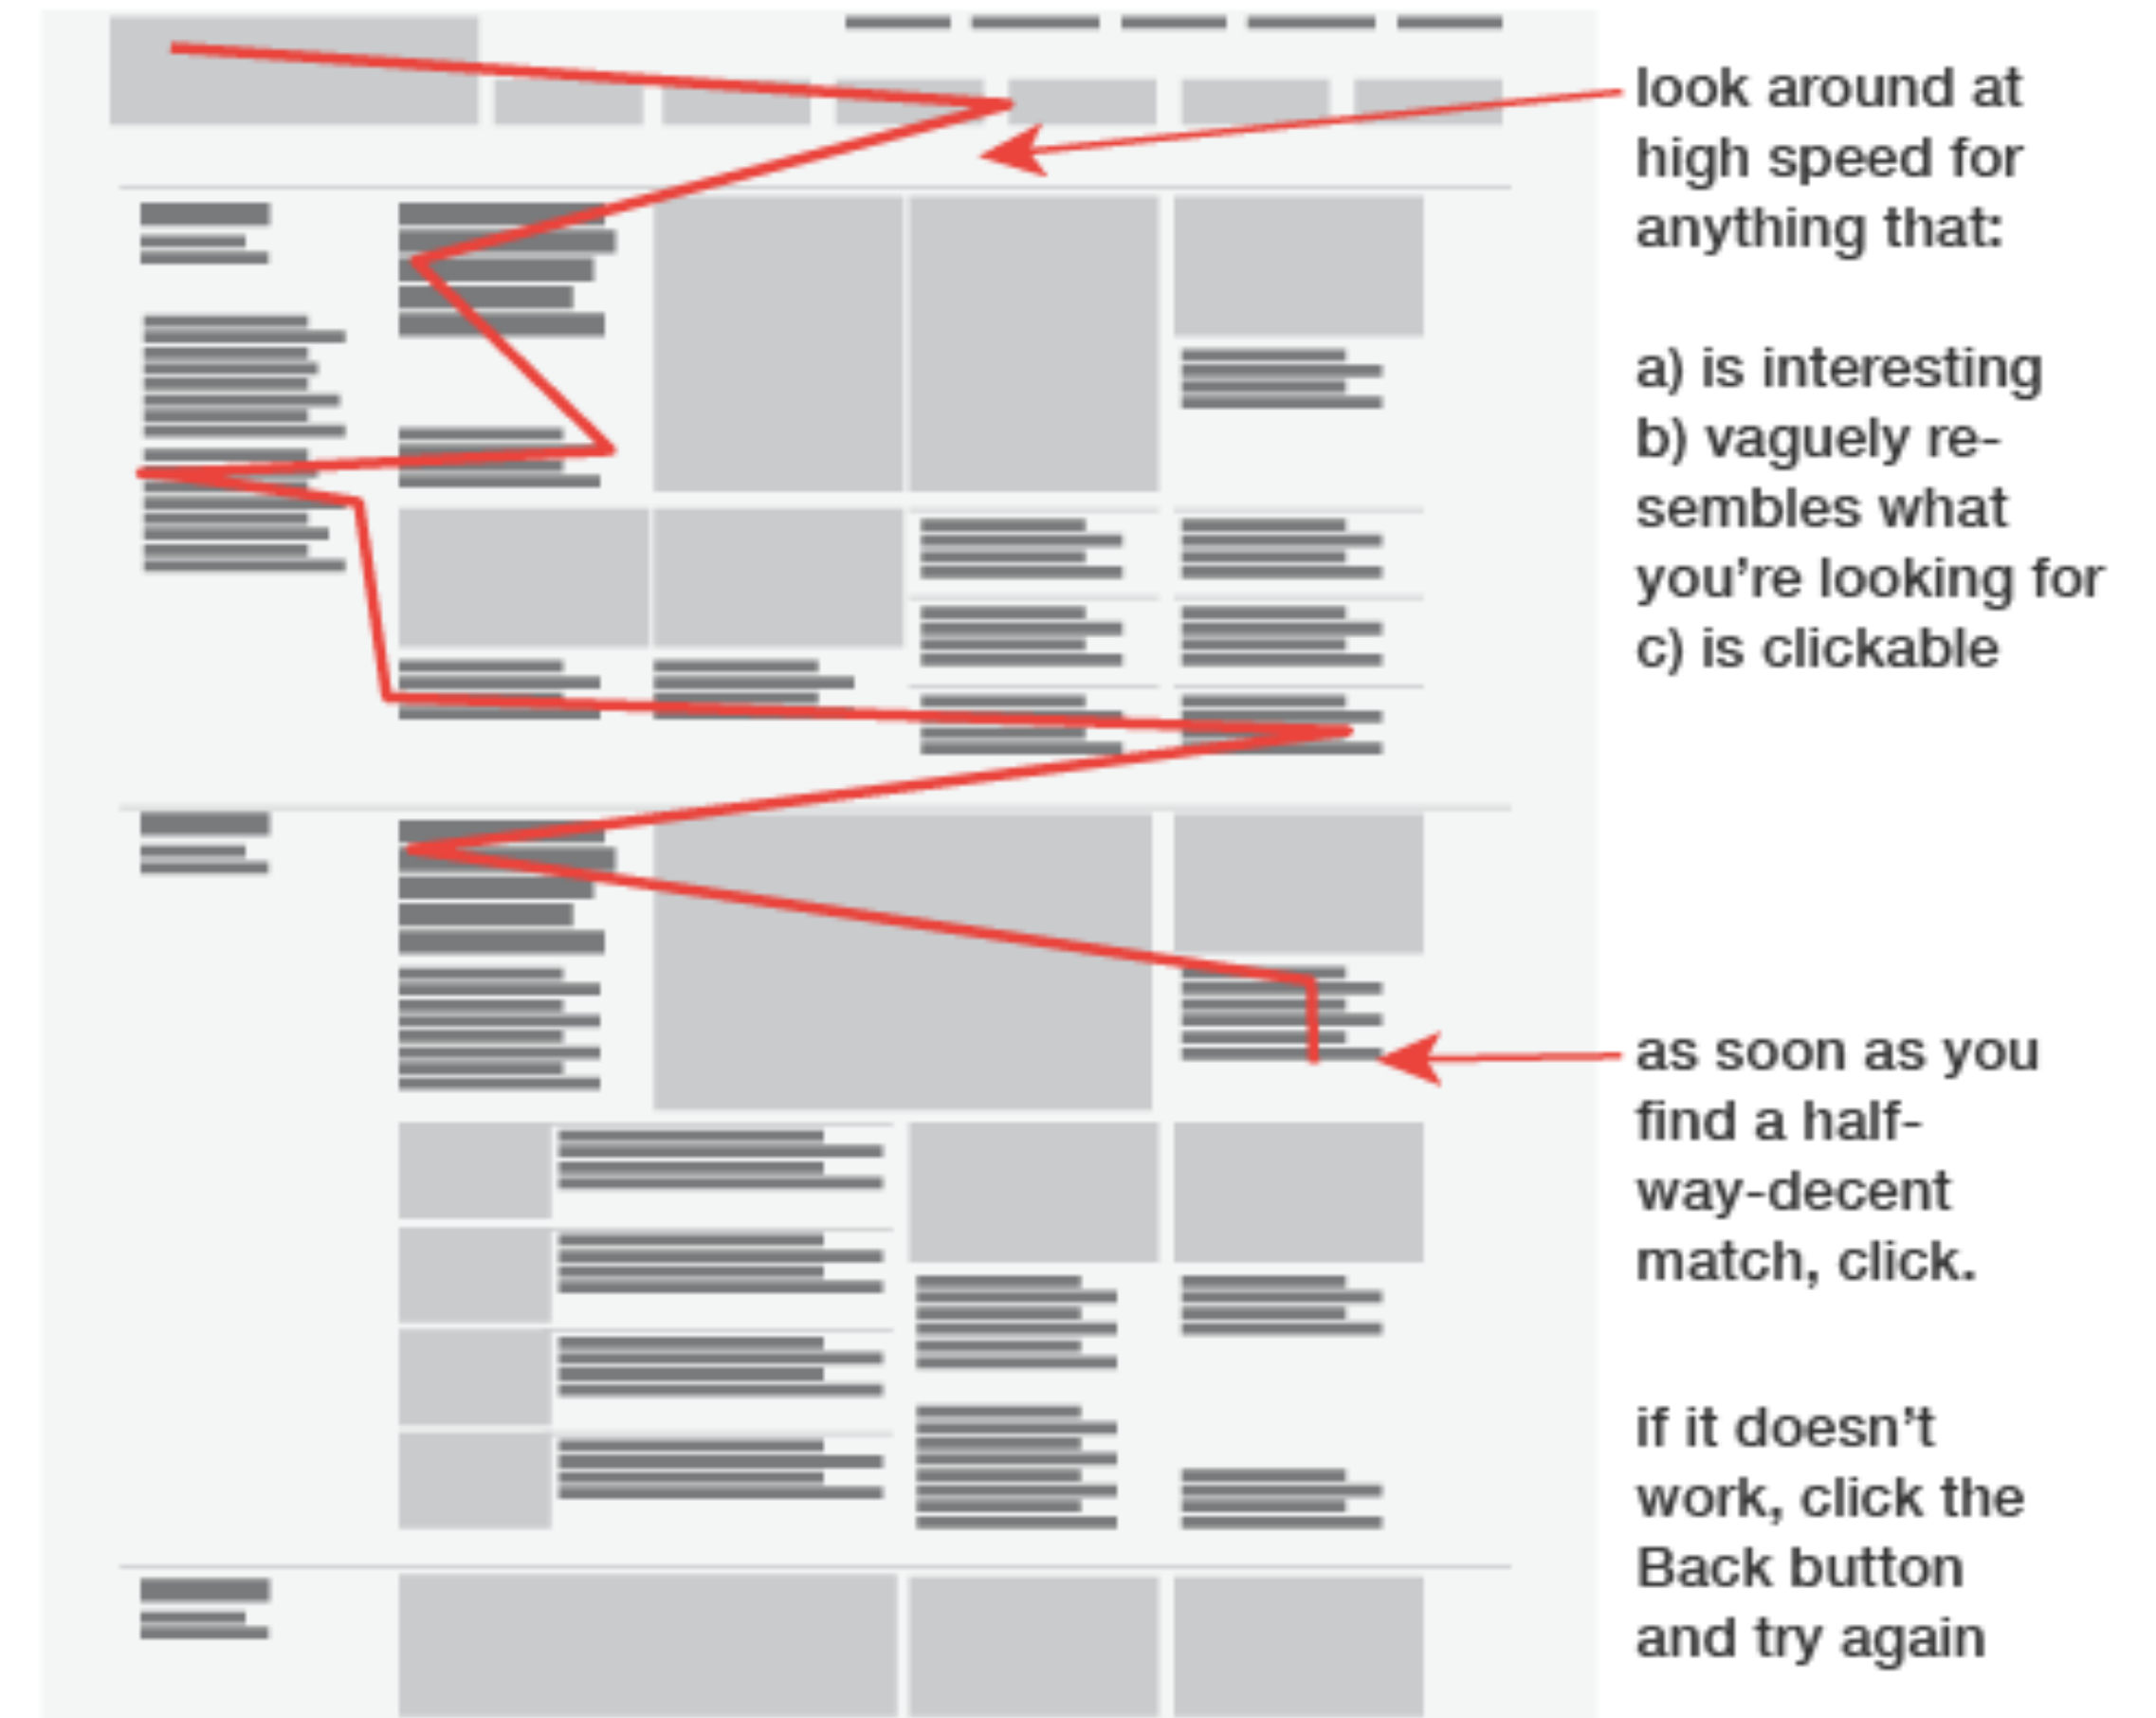 look around at
high speed for
anything that:
a) is interesting
b) vaguely re-
sembles what
you're looking for
c) is clickable
as soon as you
find a half-
way-decent
match, click.
if it doesn't
work, click the
Back button
and try again